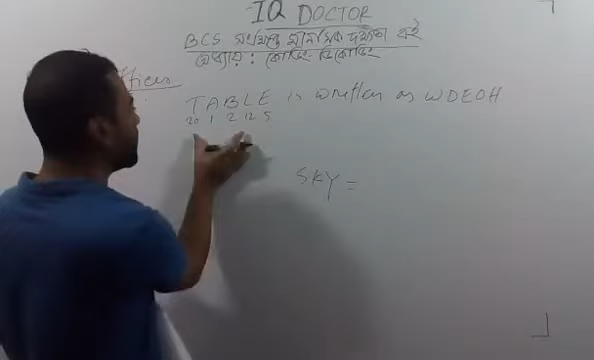 IQ DOCTOR
BCS সংক্রান্ত মানসিক দক্ষতা বই
অধ্যায় : কোডিং ডিকোডিং
TABLE is written as WDEOH
20 1 2 12 5
SKY =